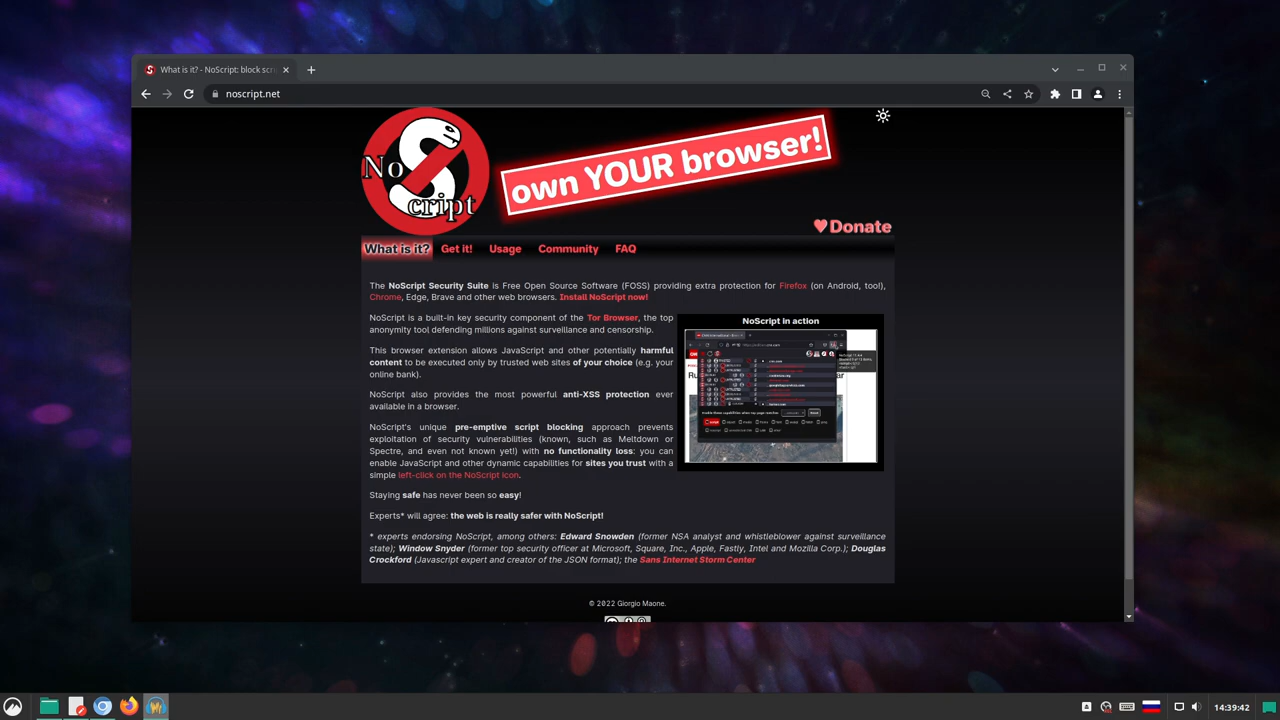 What is it? - NoScript: block scri
noscript.net
No
Script
own YOUR browser!
♥Donate
What is it? Get it! Usage Community FAQ
The NoScript Security Suite is Free Open Source Software (FOSS) providing extra protection for Firefox (on Android, too!),
Chrome, Edge, Brave and other web browsers. Install NoScript now!
NoScript is a built-in key security component of the Tor Browser, the top
anonymity tool defending millions against surveillance and censorship.
This browser extension allows JavaScript and other potentially harmful
content to be executed only by trusted web sites of your choice (e.g. your
online bank).
NoScript also provides the most powerful anti-XSS protection ever
available in a browser.
NoScript's unique pre-emptive script blocking approach prevents
exploitation of security vulnerabilities (known, such as Meltdown or
Spectre, and even not known yet!) with no functionality loss: you can
enable JavaScript and other dynamic capabilities for sites you trust with a
simple left-click on the NoScript icon.
NoScript in action
Staying safe has never been so easy!
Experts* will agree: the web is really safer with NoScript!
* experts endorsing NoScript, among others: Edward Snowden (former NSA analyst and whistleblower against surveillance
state); Window Snyder (former top security officer at Microsoft, Square, Inc., Apple, Fastly, Intel and Mozilla Corp.); Douglas
Crockford (Javascript expert and creator of the JSON format); the Sans Internet Storm Center
© 2022 Giorgio Maone.
14:39:42